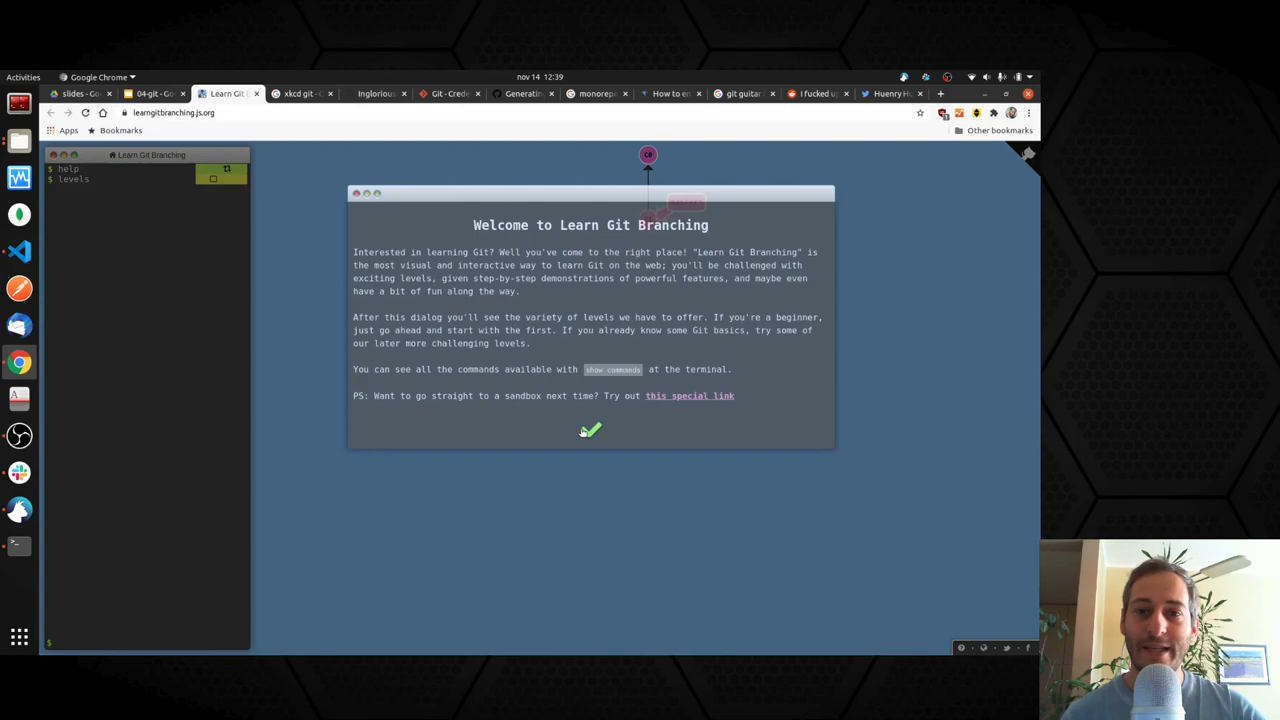 Activities
Google Chrome
nov 14 12:39
slides - Go
04-git - Go
Learn Git E
xkcd git -
Inglorious
Git - Crede
Generatin
monorepo
How to en
git guitar
I fucked u
Huenry Hu
learngitbranching.js.org
Apps
Bookmarks
Other bookmarks
Learn Git Branching
$ help
$ levels
C0
Welcome to Learn Git Branching
Interested in learning Git? Well you've come to the right place! "Learn Git Branching" is
the most visual and interactive way to learn Git on the web; you'll be challenged with
exciting levels, given step-by-step demonstrations of powerful features, and maybe even
have a bit of fun along the way.
After this dialog you'll see the variety of levels we have to offer. If you're a beginner,
just go ahead and start with the first. If you already know some Git basics, try some of
our later more challenging levels.
You can see all the commands available with show commands at the terminal.
PS: Want to go straight to a sandbox next time? Try out this special link
$